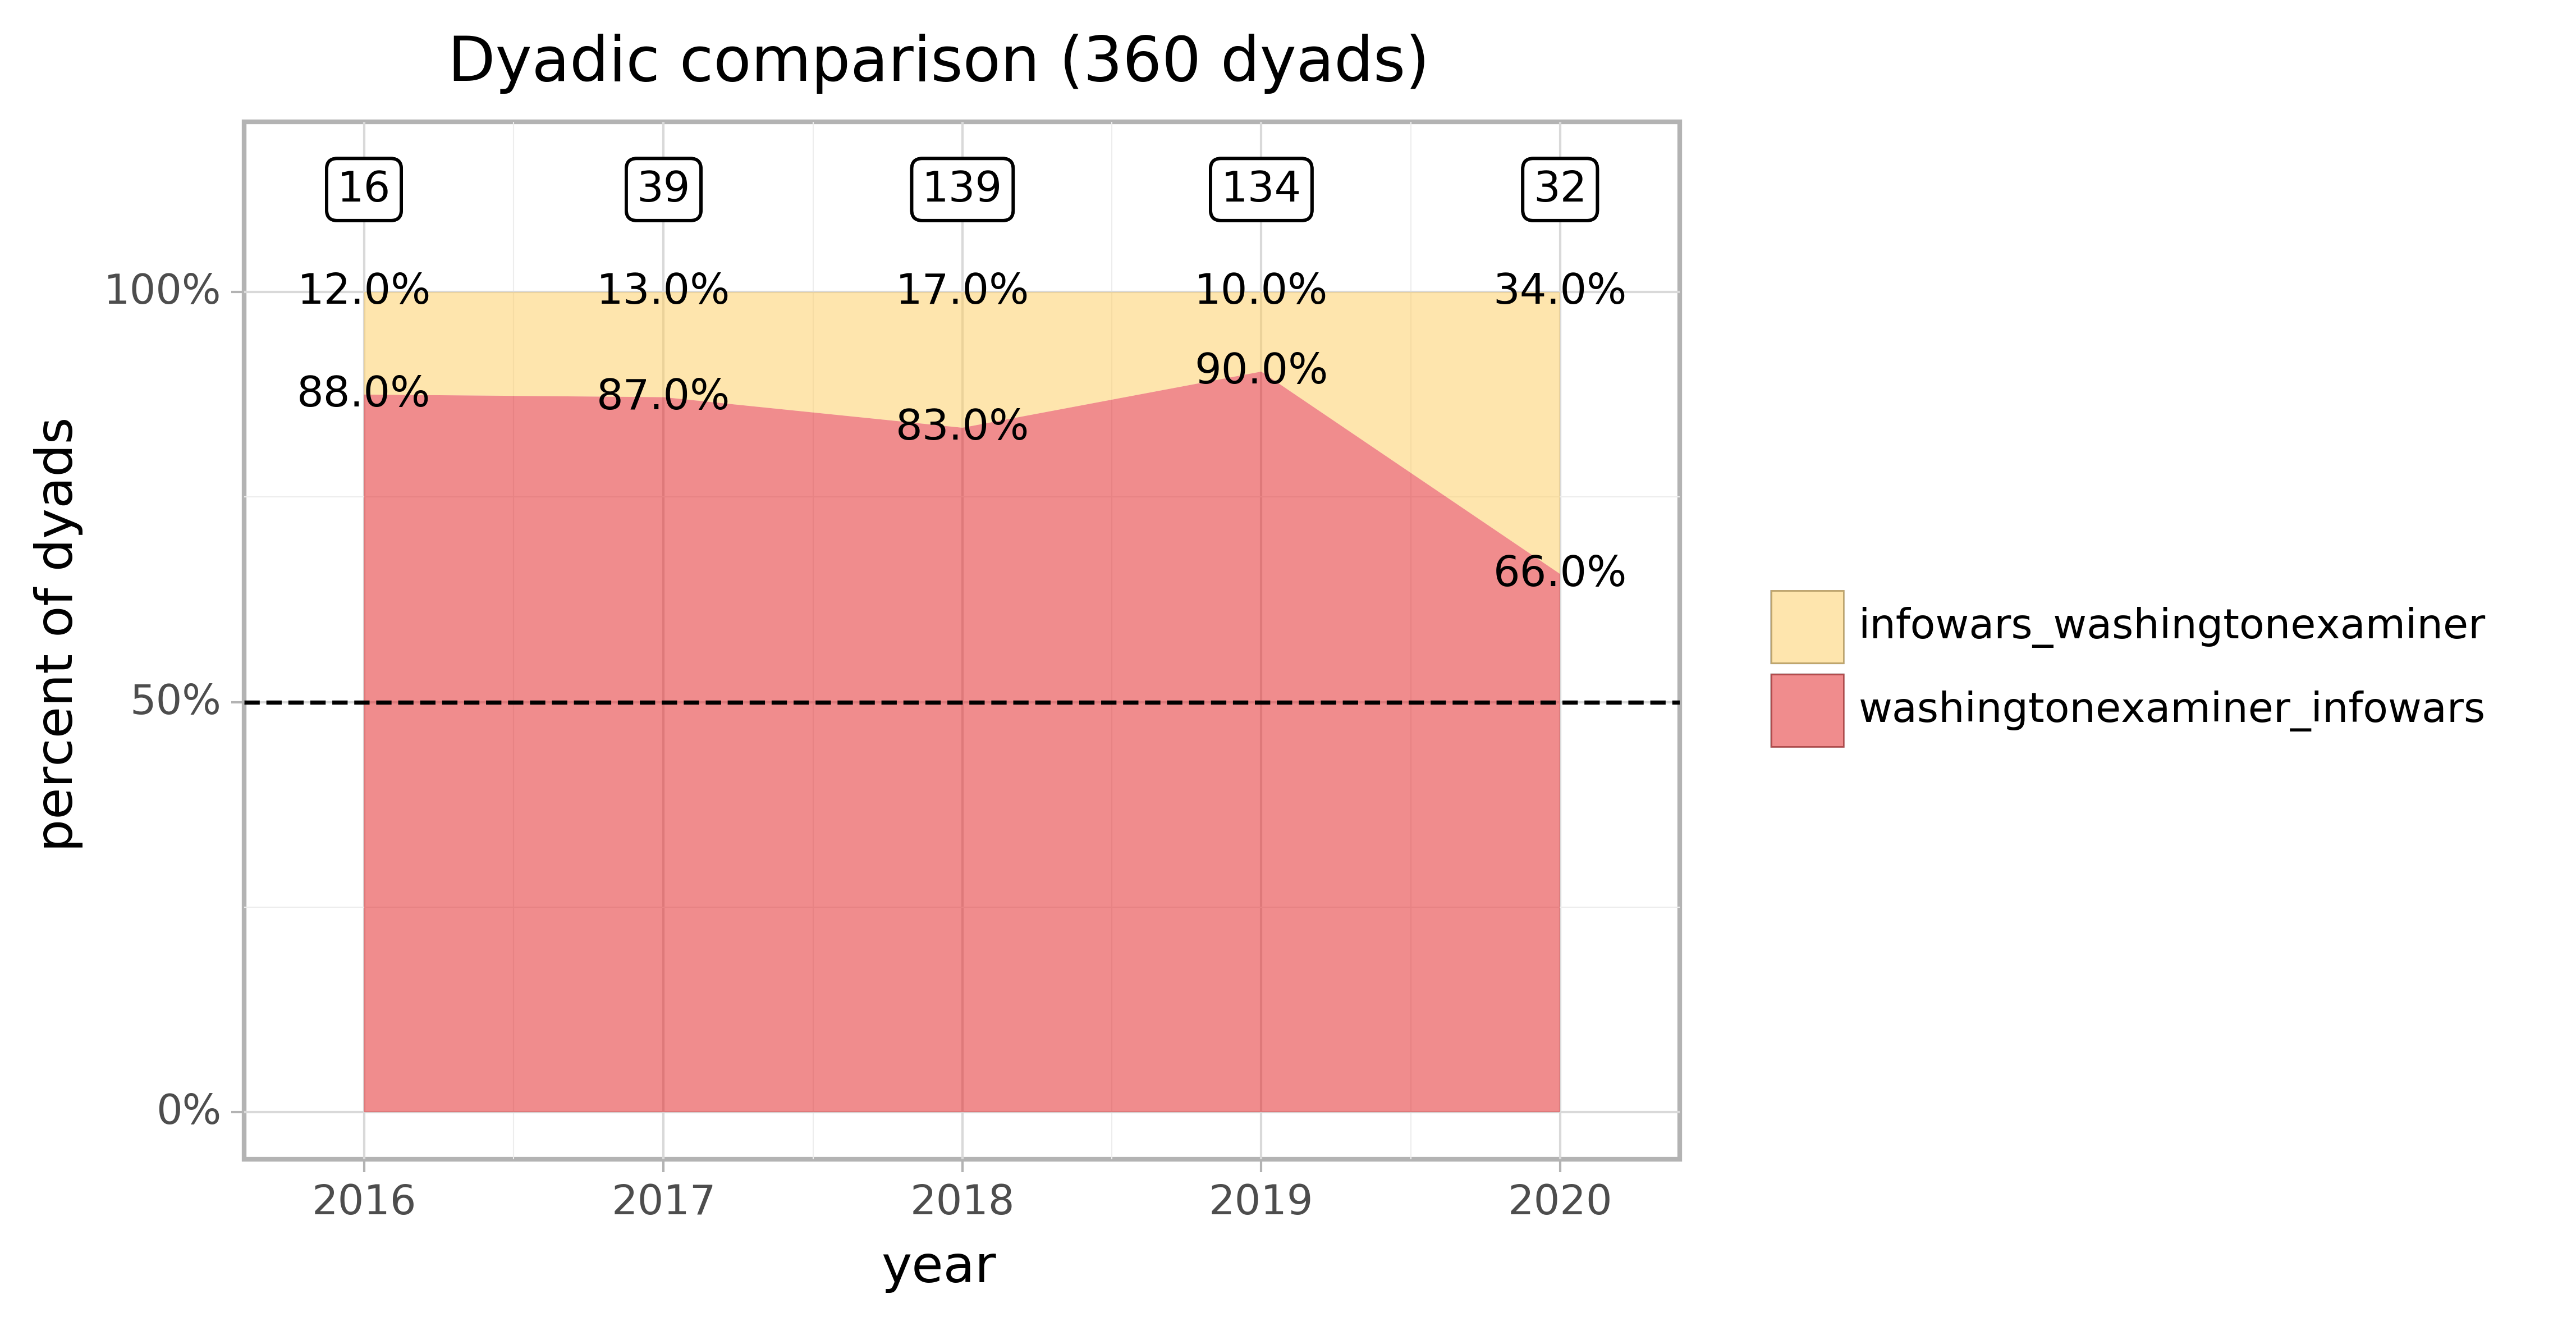 Dyadic comparison (360 dyads)
16 39 139 134 32
100% 12.0% 13.0% 17.0% 10.0% 34.0%
88.0% 87.0% 83.0% 90.0% 66.0%
percent of dyads
50%
0%
2016 2017 2018 2019 2020
year
infowars_washingtonexaminer
washingtonexaminer_infowars